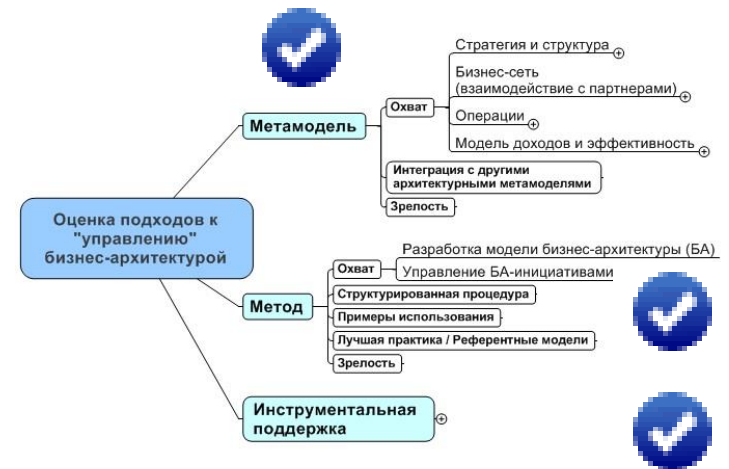 Стратегия и структура
Бизнес-сеть
(взаимодействие с партнерами)
Охват
Операции
Метамодель
Модель доходов и эффективность
Интеграция с другими
архитектурными метамоделями
Зрелость
Оценка подходов к
"управлению"
бизнес-архитектурой
Разработка модели бизнес-архитектуры (БА)
Охват
Управление БА-инициативами
Структурированная процедура
Метод
Примеры использования
Лучшая практика / Референтные модели
Зрелость
Инструментальная
поддержка